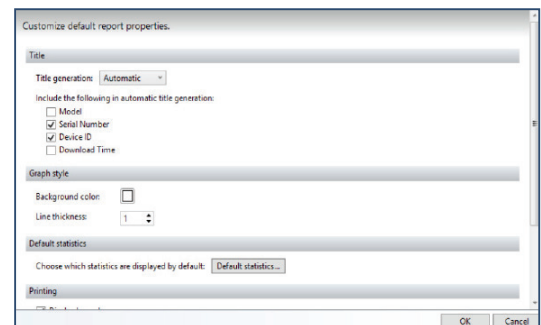 Customize default report properties.
Title
Title generation: Automatic
Include the following in automatic title generation:
Model
Serial Number
Device ID
Download Time
Graph style
Background color:
Line thickness: 1
Default statistics
Choose which statistics are displayed by default: Default statistics...
Printing
OK Cancel